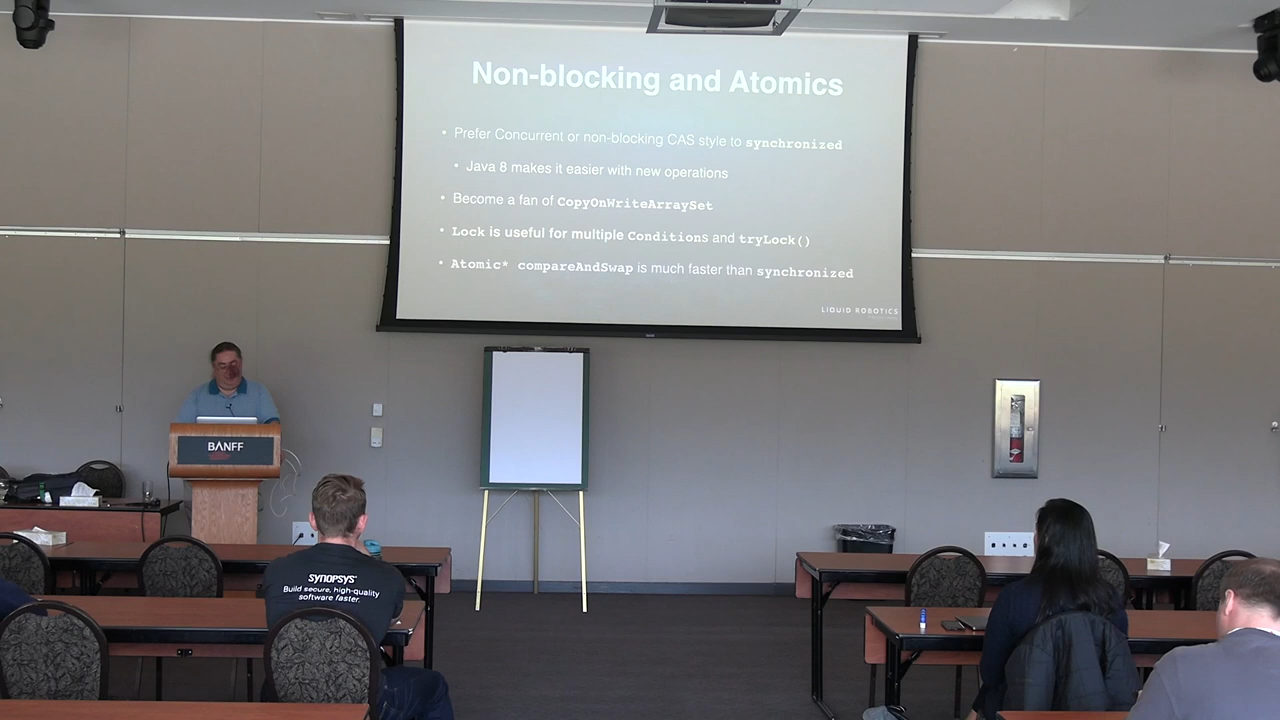 Non-blocking and Atomics
• Prefer Concurrent or non-blocking CAS style to synchronized
• Java 8 makes it easier with new operations
• Become a fan of CopyOnWriteArraySet
• Lock is useful for multiple Conditions and tryLock()
• Atomic* compareAndSwap is much faster than synchronized
LIQUID ROBOTICS
BANFF
SYNOPSYS
Build secure, high-quality
software faster.